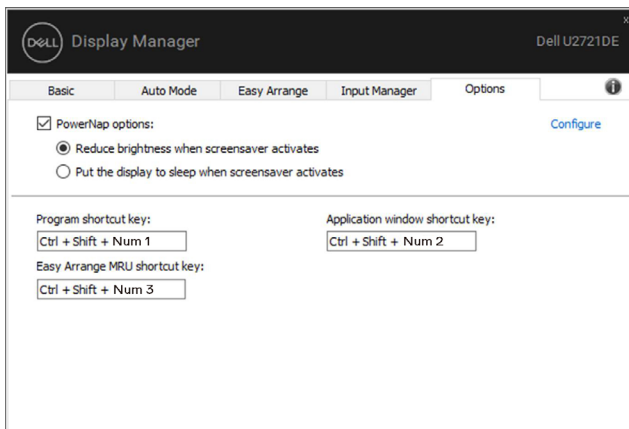 DELL Display Manager
x
Dell U2721DE
Basic Auto Mode Easy Arrange Input Manager Options i
PowerNap options: Configure
Reduce brightness when screensaver activates
Put the display to sleep when screensaver activates
Program shortcut key: Application window shortcut key:
Ctrl + Shift + Num 1 Ctrl + Shift + Num 2
Easy Arrange MRU shortcut key:
Ctrl + Shift + Num 3